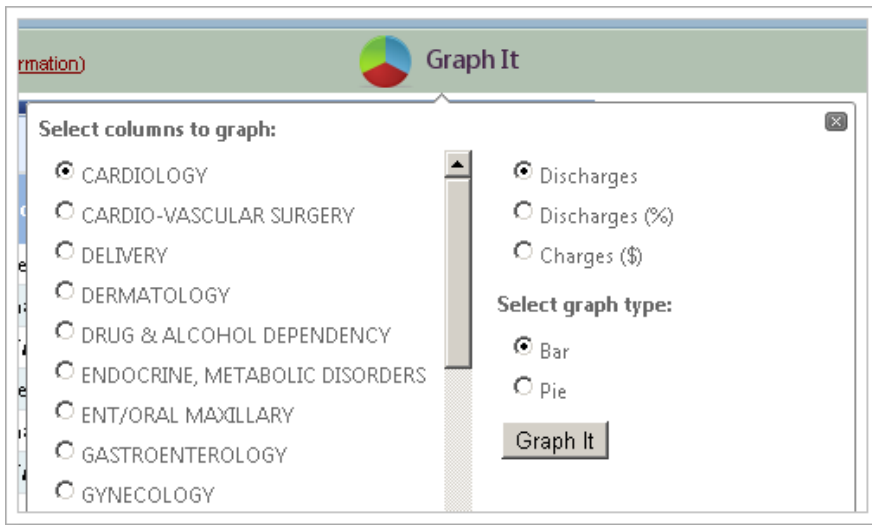 rmation)
Graph It
Select columns to graph:
CARDIOLOGY
CARDIO-VASCULAR SURGERY
DELIVERY
DERMATOLOGY
DRUG & ALCOHOL DEPENDENCY
ENDOCRINE, METABOLIC DISORDERS
ENT/ORAL MAXILLARY
GASTROENTEROLOGY
GYNECOLOGY
Discharges
Discharges (%)
Charges ($)
Select graph type:
Bar
Pie
Graph It